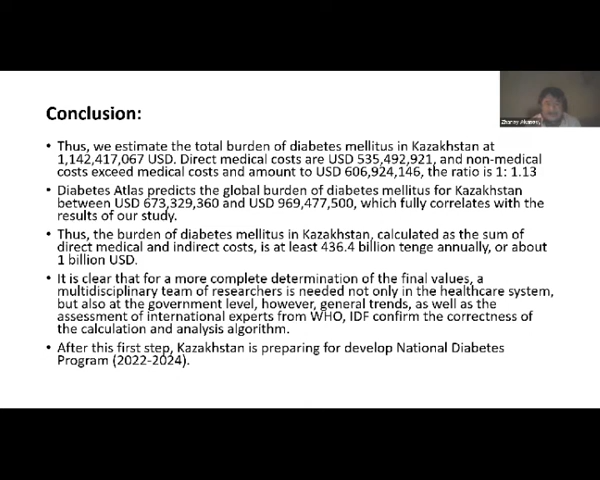 Conclusion:
• Thus, we estimate the total burden of diabetes mellitus in Kazakhstan at
1,142,417,067 USD. Direct medical costs are USD 535,492,921, and non-medical
costs exceed medical costs and amount to USD 606,924,146, the ratio is 1: 1.13
• Diabetes Atlas predicts the global burden of diabetes mellitus for Kazakhstan
between USD 673,329,360 and USD 969,477,500, which fully correlates with the
results of our study.
• Thus, the burden of diabetes mellitus in Kazakhstan, calculated as the sum of
direct medical and indirect costs, is at least 436.4 billion tenge annually, or about
1 billion USD.
• It is clear that for a more complete determination of the final values, a
multidisciplinary team of researchers is needed not only in the healthcare system,
but also at the government level, however, general trends, as well as the
assessment of international experts from WHO, IDF confirm the correctness of
the calculation and analysis algorithm.
• After this first step, Kazakhstan is preparing for develop National Diabetes
Program (2022-2024).